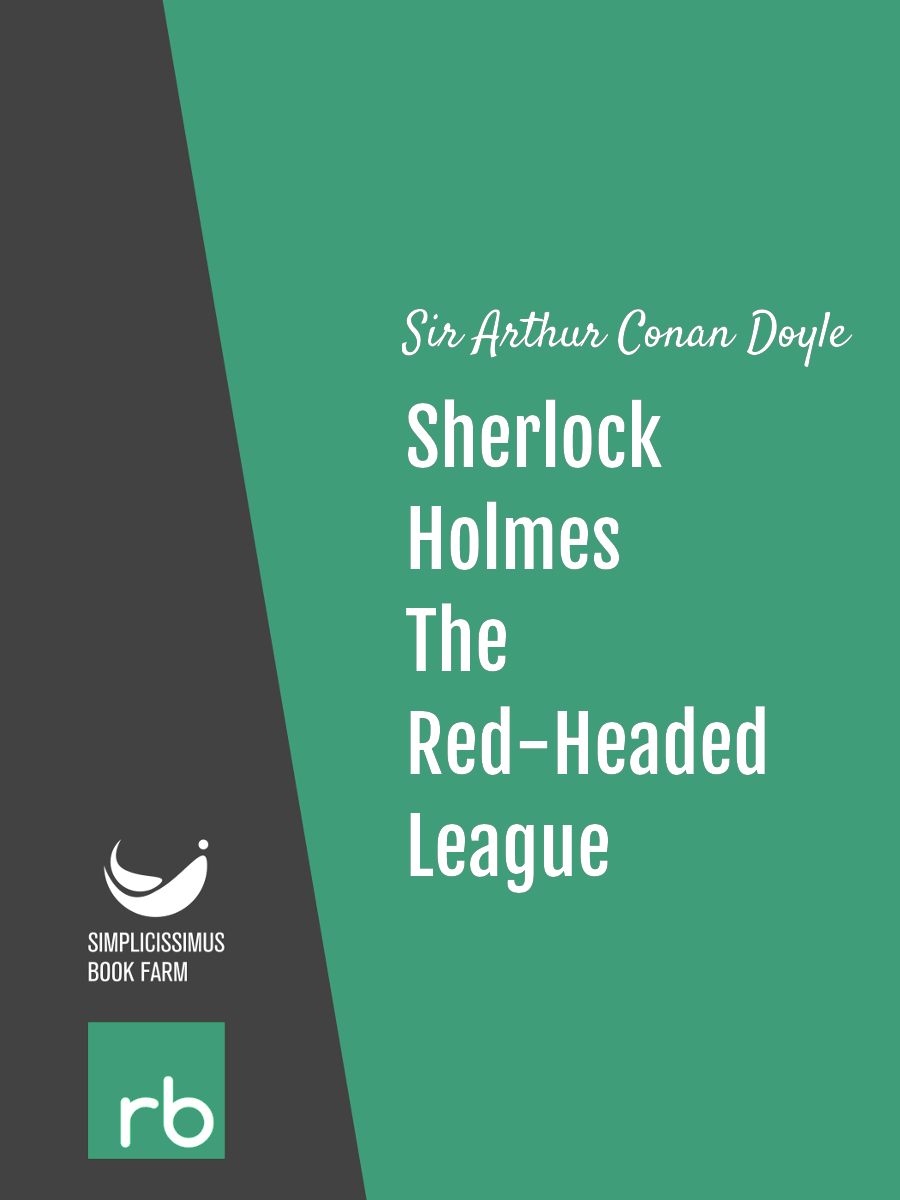 Sir Arthur Conan Doyle
Sherlock
Holmes
The
Red-Headed
League
SIMPLICISSIMUS
BOOK FARM
rb